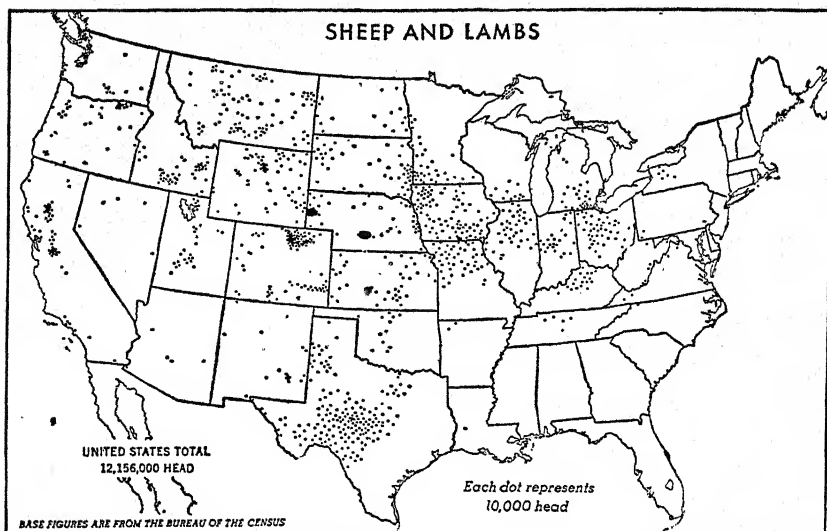 SHEEP AND LAMBS
UNITED STATES TOTAL
12,156,000 HEAD
Each dot represents
10,000 head
BASE FIGURES ARE FROM THE BUREAU OF THE CENSUS